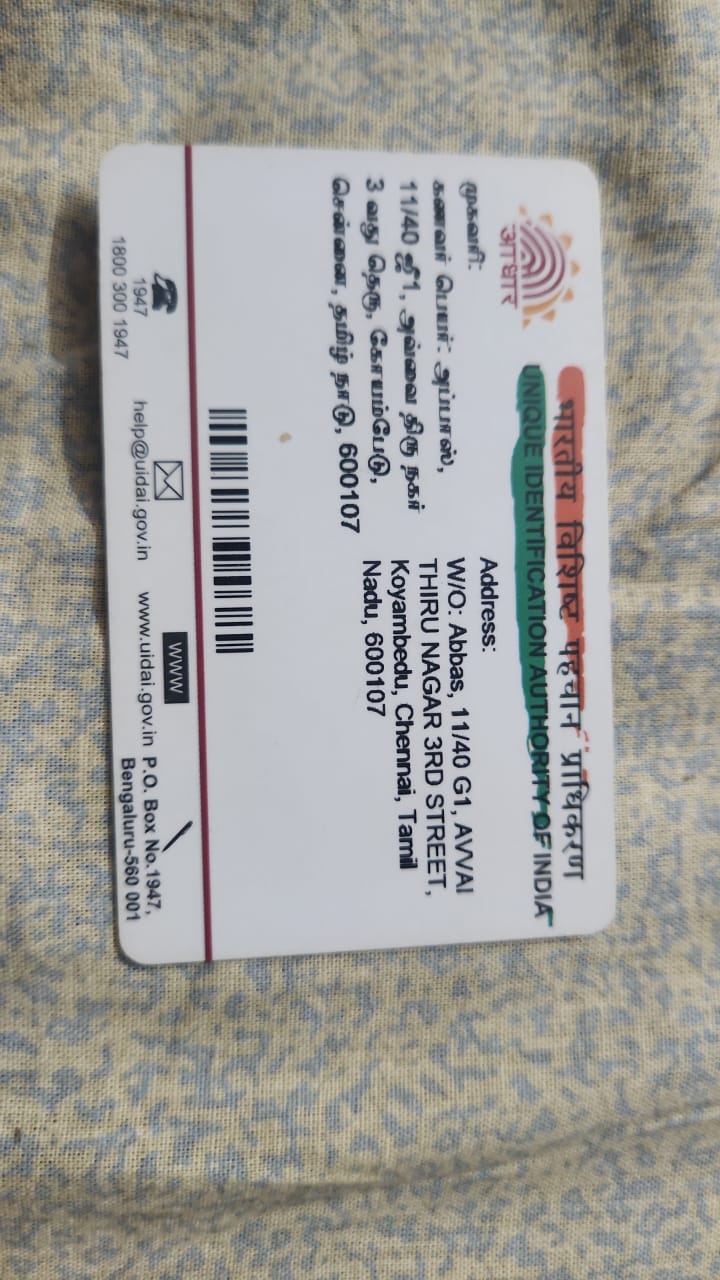 भारतीय विशिष्ट पहचान प्राधिकरण
UNIQUE IDENTIFICATION AUTHORITY OF INDIA
आधार
முகவரி:
கணவர் பெயர்: அப்பாஸ்,
11/40 ஜீ1, அவ்வை திரு நகர்
3 வது தெரு, கோயம்பேடு,
சென்னை, தமிழ் நாடு, 600107
Address:
W/O: Abbas, 11/40 G1, AVVAI
THIRU NAGAR 3RD STREET,
Koyambedu, Chennai, Tamil
Nadu, 600107
1947
1800 300 1947
help@uidai.gov.in
WWW
www.uidai.gov.in
P.O. Box No.1947,
Bengaluru-560 001